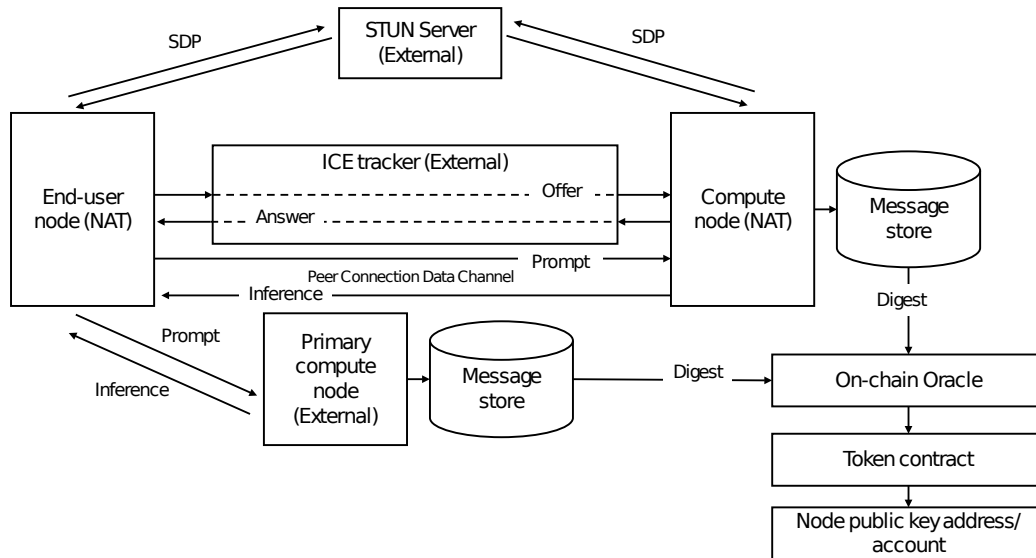 STUN Server
(External)
SDP
SDP
End-user
node (NAT)
ICE tracker (External)
Offer
Answer
Compute
node (NAT)
Message
store
Prompt
Peer Connection Data Channel
Inference
Digest
Prompt
Inference
Primary
compute
node
(External)
Message
store
Digest
On-chain Oracle
Token contract
Node public key address/
account